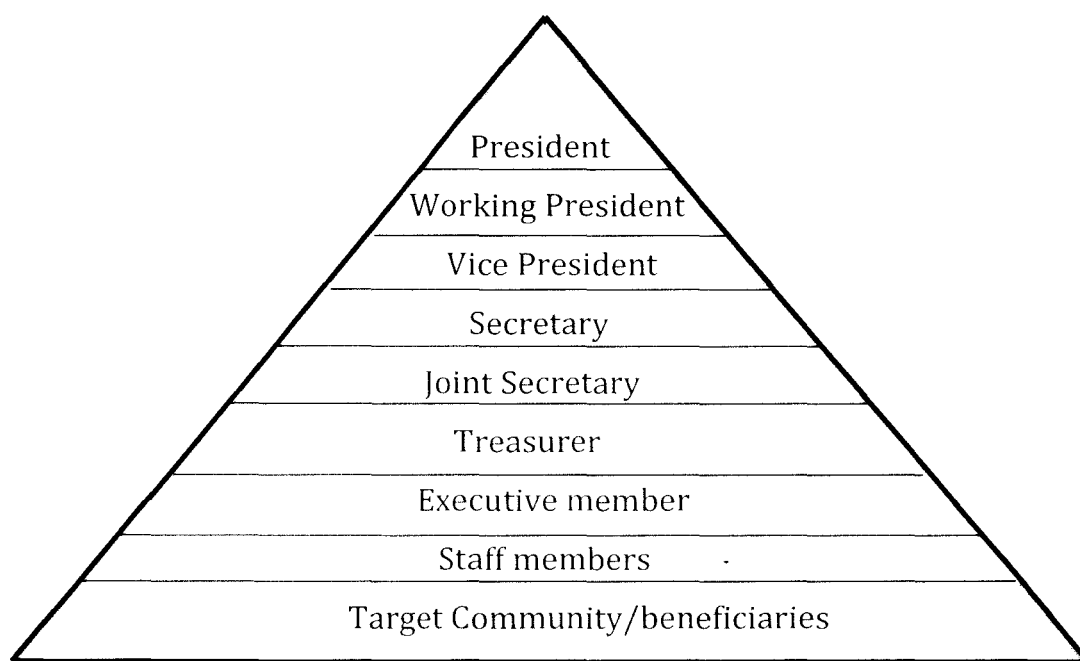 President
Working President
Vice President
Secretary
Joint Secretary
Treasurer
Executive member
Staff members
Target Community/beneficiaries